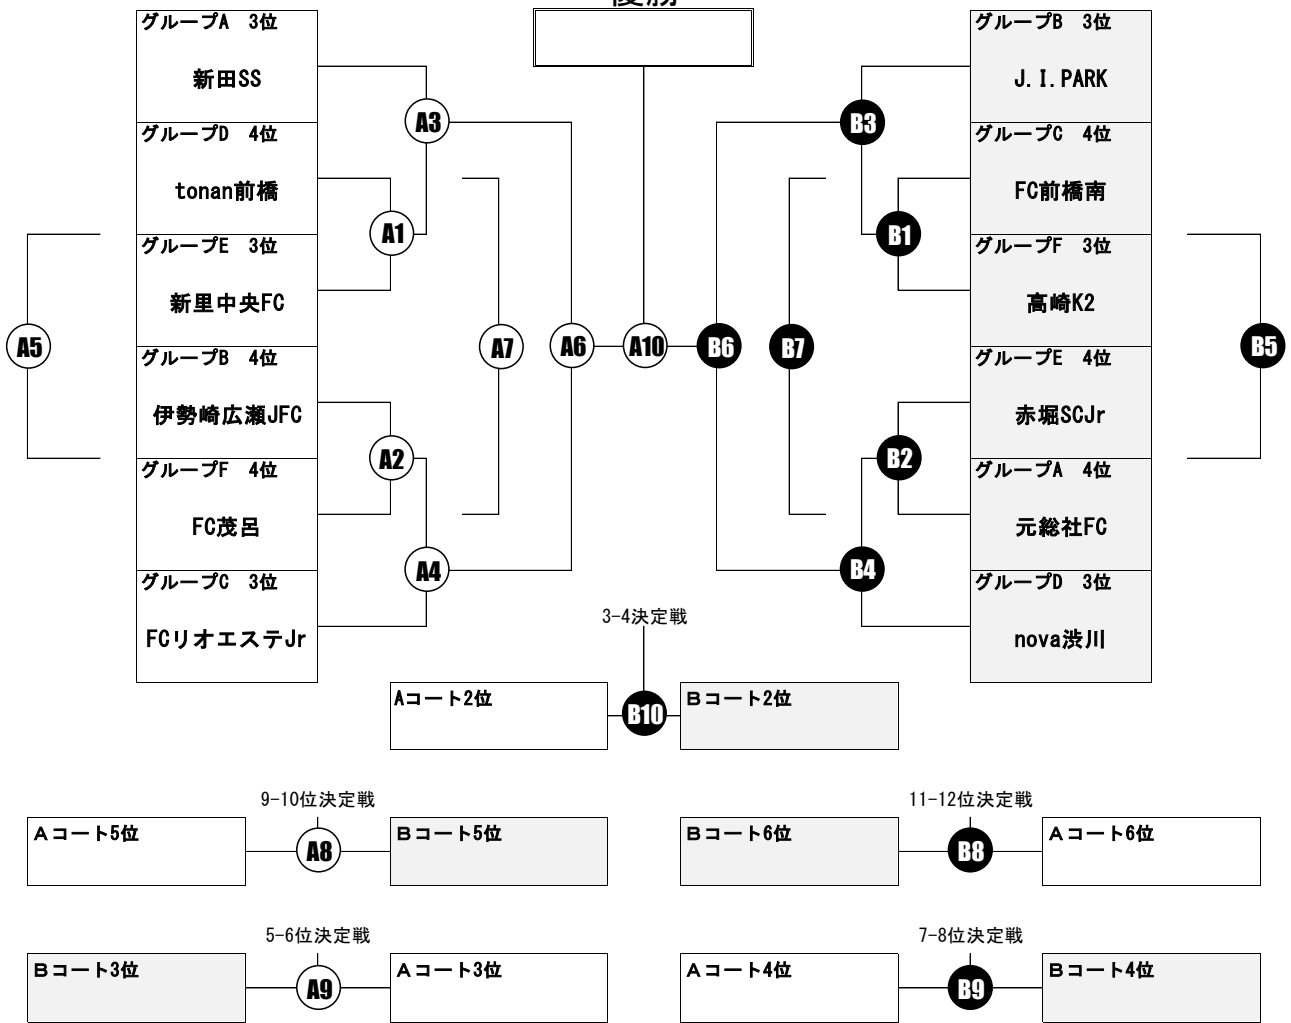 優勝
グループA 3位
新田SS
グループD 4位
tonan前橋
グループE 3位
新里中央FC
グループB 4位
伊勢崎広瀬JFC
グループF 4位
FC茂呂
グループC 3位
FCリオエステJr
A3
A1
A5
A7
A6
A10
A2
A4
グループB 3位
J.I.PARK
グループC 4位
FC前橋南
グループF 3位
高崎K2
グループE 4位
赤堀SCJr
グループA 4位
元総社FC
グループD 3位
nova渋川
B3
B1
B6
B7
B5
B2
B4
3-4決定戦
Aコート2位
B10
Bコート2位
9-10位決定戦
Aコート5位
A8
Bコート5位
11-12位決定戦
Bコート6位
B8
Aコート6位
5-6位決定戦
Bコート3位
A9
Aコート3位
7-8位決定戦
Aコート4位
B9
Bコート4位